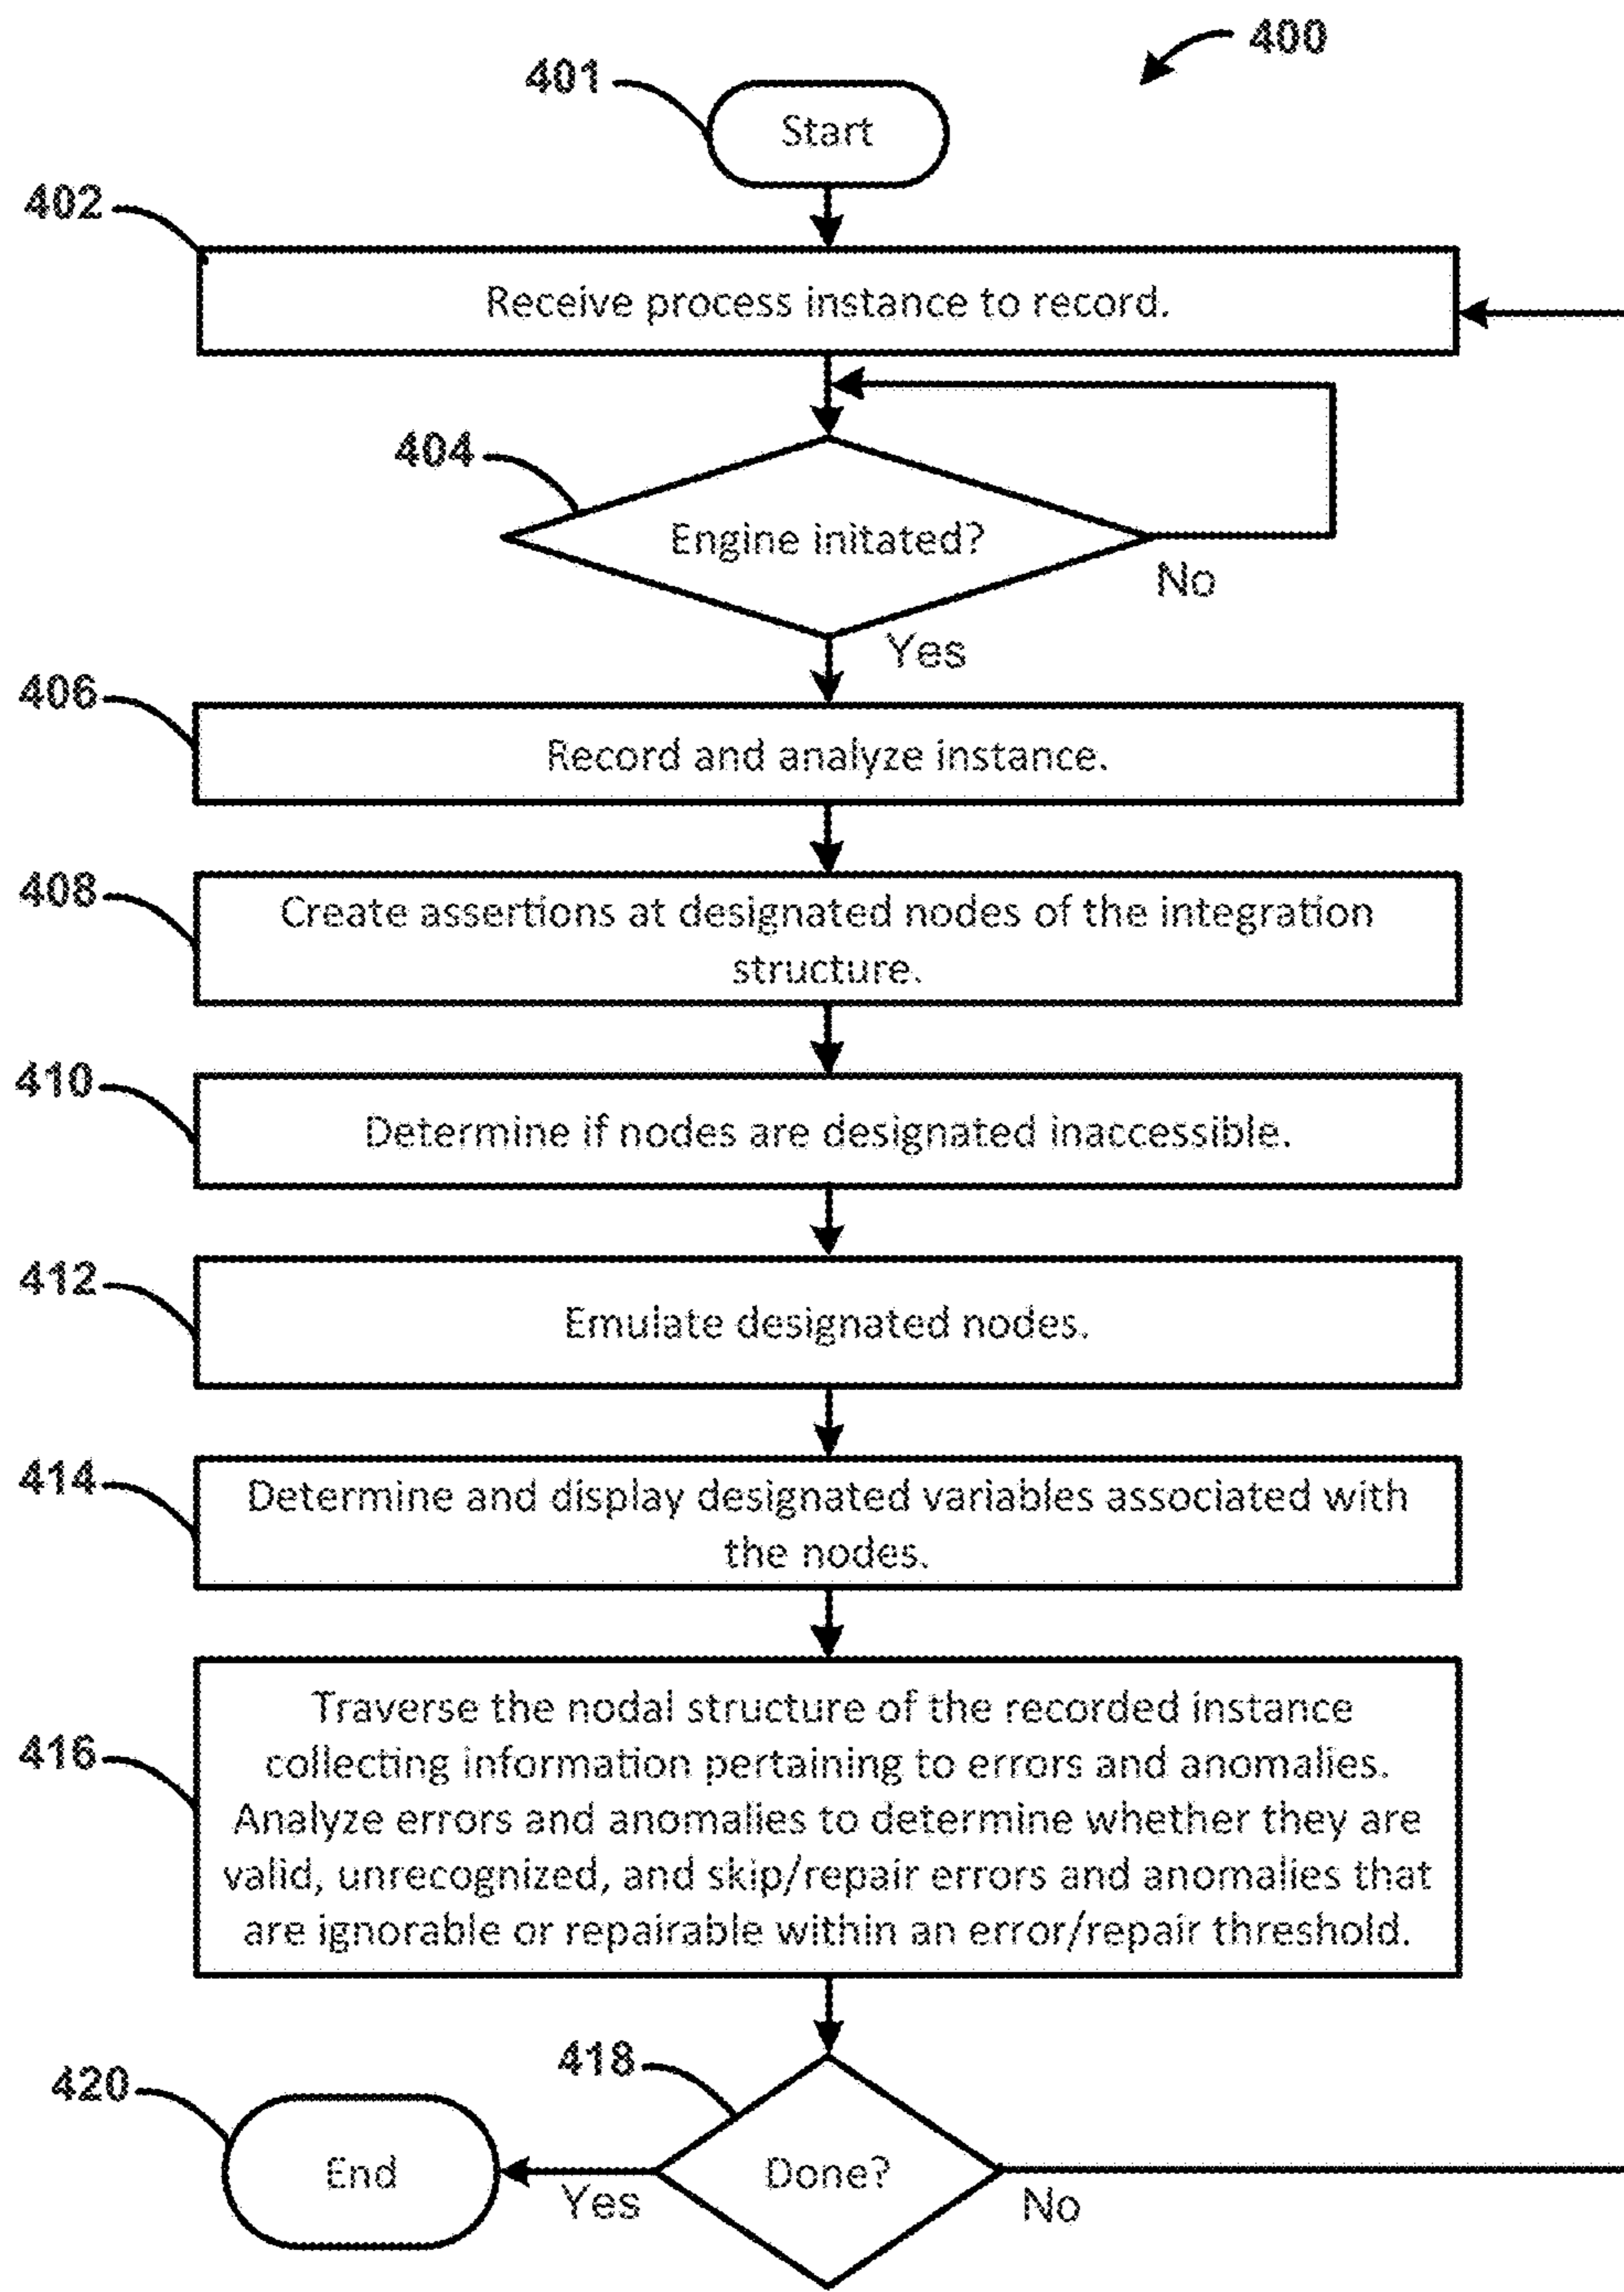 400
401
Start
402
Receive process instance to record.
404
Engine initated?
No
Yes
406
Record and analyze instance.
408
Create assertions at designated nodes of the integration
structure.
410
Determine if nodes are designated inaccessible.
412
Emulate designated nodes.
414
Determine and display designated variables associated with
the nodes.
416
Traverse the nodal structure of the recorded instance
collecting information pertaining to errors and anomalies.
Analyze errors and anomalies to determine whether they are
valid, unrecognized, and skip/repair errors and anomalies that
are ignorable or repairable within an error/repair threshold.
418
420
End
Yes
Done?
No